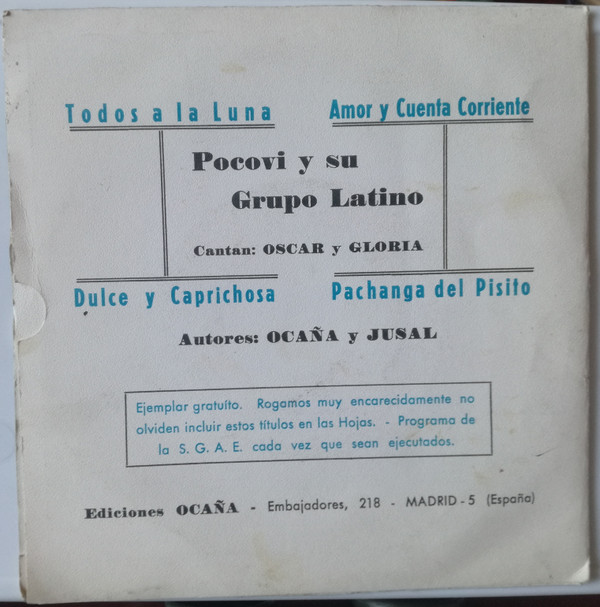 Todos a la Luna
Amor y Cuenta Corriente
Pocovi y su
Grupo Latino
Cantan: OSCAR y GLORIA
Dulce y Caprichosa
Pachanga del Pisito
Autores: OCAÑA y JUSAL
Ejemplar gratuíto. Rogamos muy encarecidamente no
olviden incluir estos títulos en las Hojas. - Programa de
la S. G. A. E. cada vez que sean ejecutados.
Ediciones OCAÑA - Embajadores, 218 - MADRID - 5 (España)